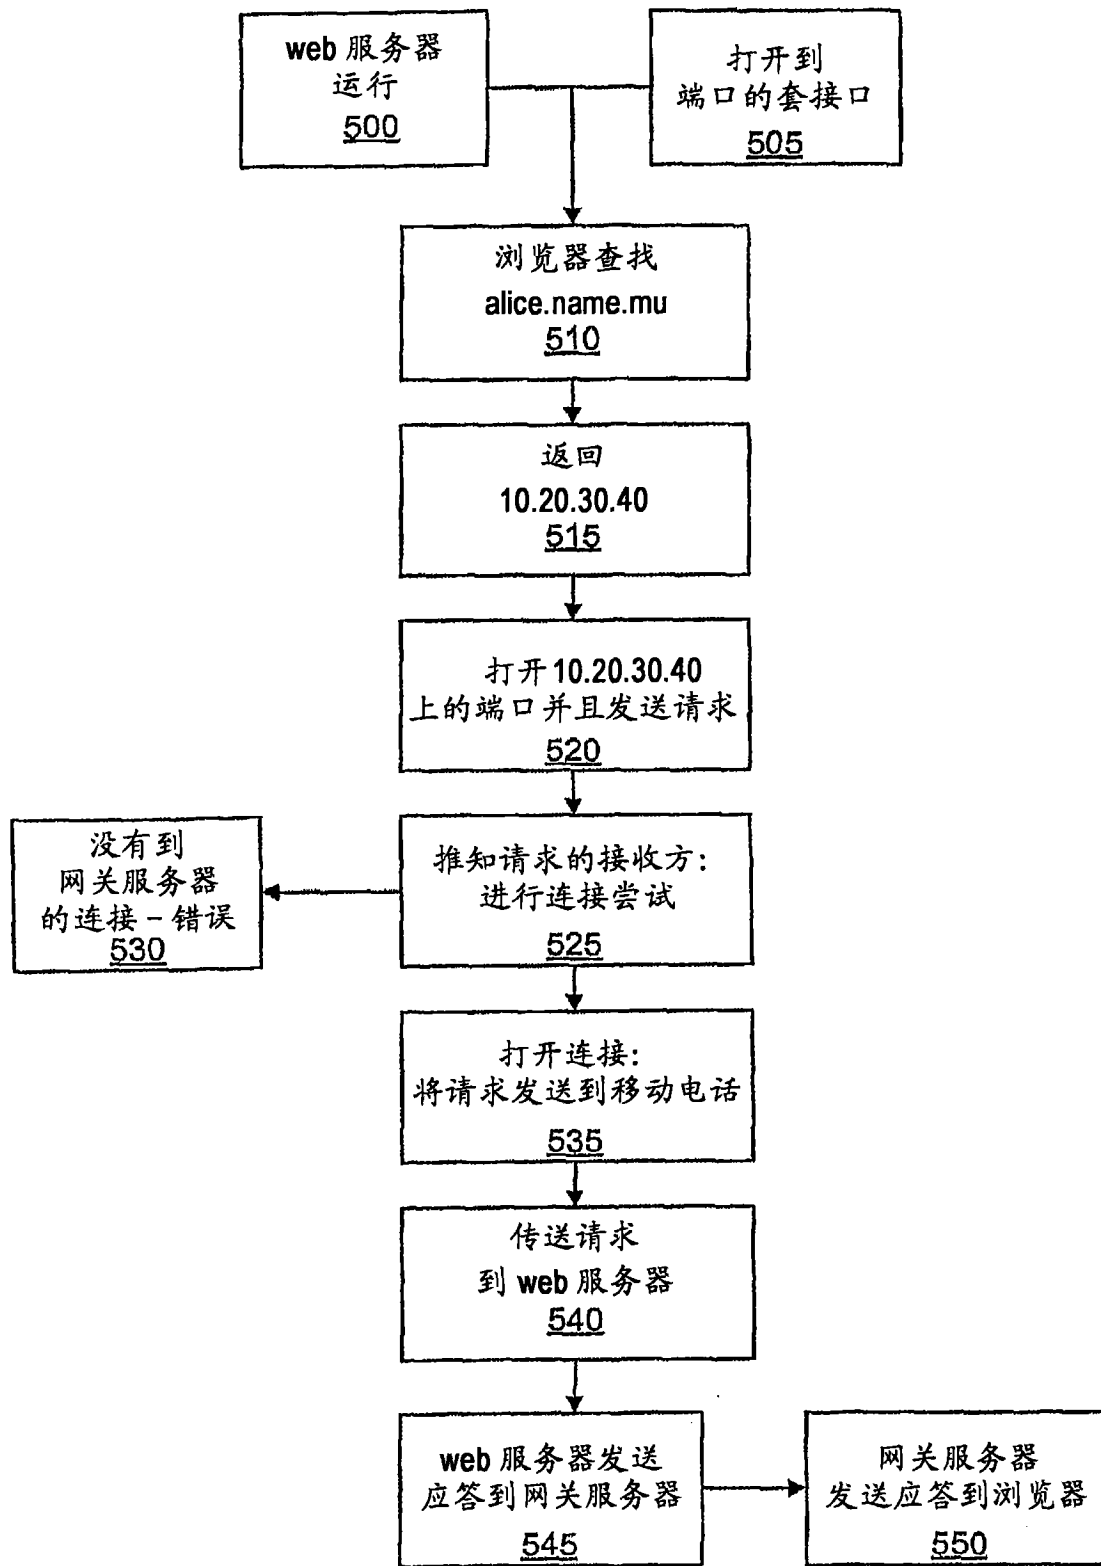 web 服务器
运行
500
打开到
端口的套接口
505
浏览器查找
alice.name.mu
510
返回
10.20.30.40
515
打开10.20.30.40
上的端口并且发送请求
520
推知请求的接收方:
进行连接尝试
525
没有到
网关服务器
的连接－错误
530
打开连接:
将请求发送到移动电话
535
传送请求
到 web 服务器
540
web 服务器发送
应答到网关服务器
545
网关服务器
发送应答到浏览器
550